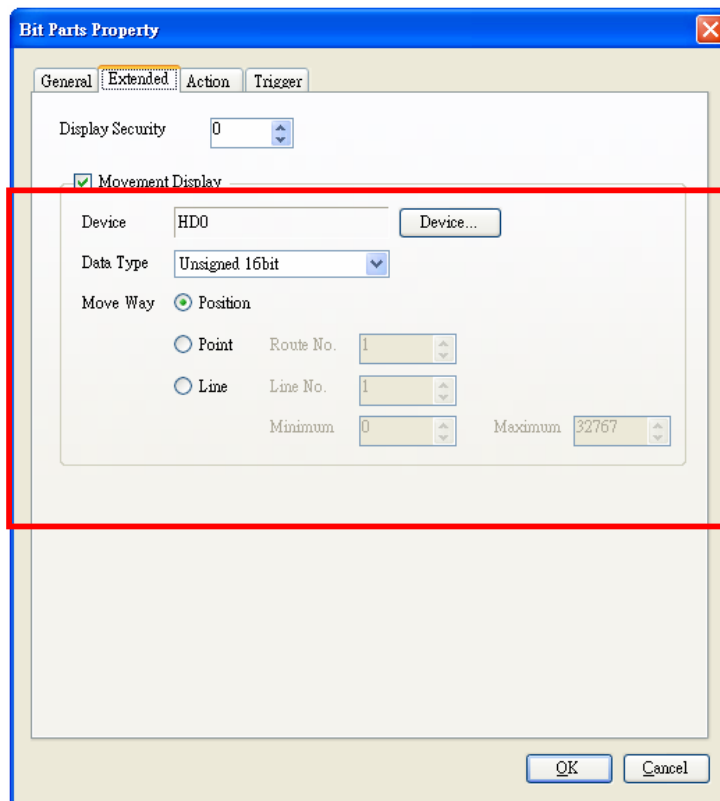 Bit Parts Property
General Extended Action Trigger
Display Security 0
Movement Display
Device HD0 Device...
Data Type Unsigned 16bit
Move Way Position
Point Route No. 1
Line Line No. 1
Minimum 0 Maximum 32767
OK Cancel